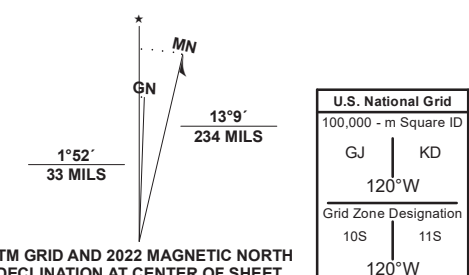 ★
MN
GN
1°52´
33 MILS
13°9´
234 MILS
TM GRID AND 2022 MAGNETIC NORTH
DECLINATION AT CENTER OF SHEET
U.S. National Grid
100,000 - m Square ID
GJ KD
120°W
Grid Zone Designation
10S 11S
120°W